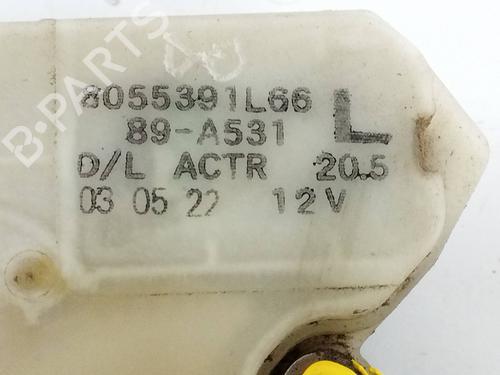 B-PARTS
8055391L66
89-A531 L
D/L ACTR 20.5
03 05 22 12V